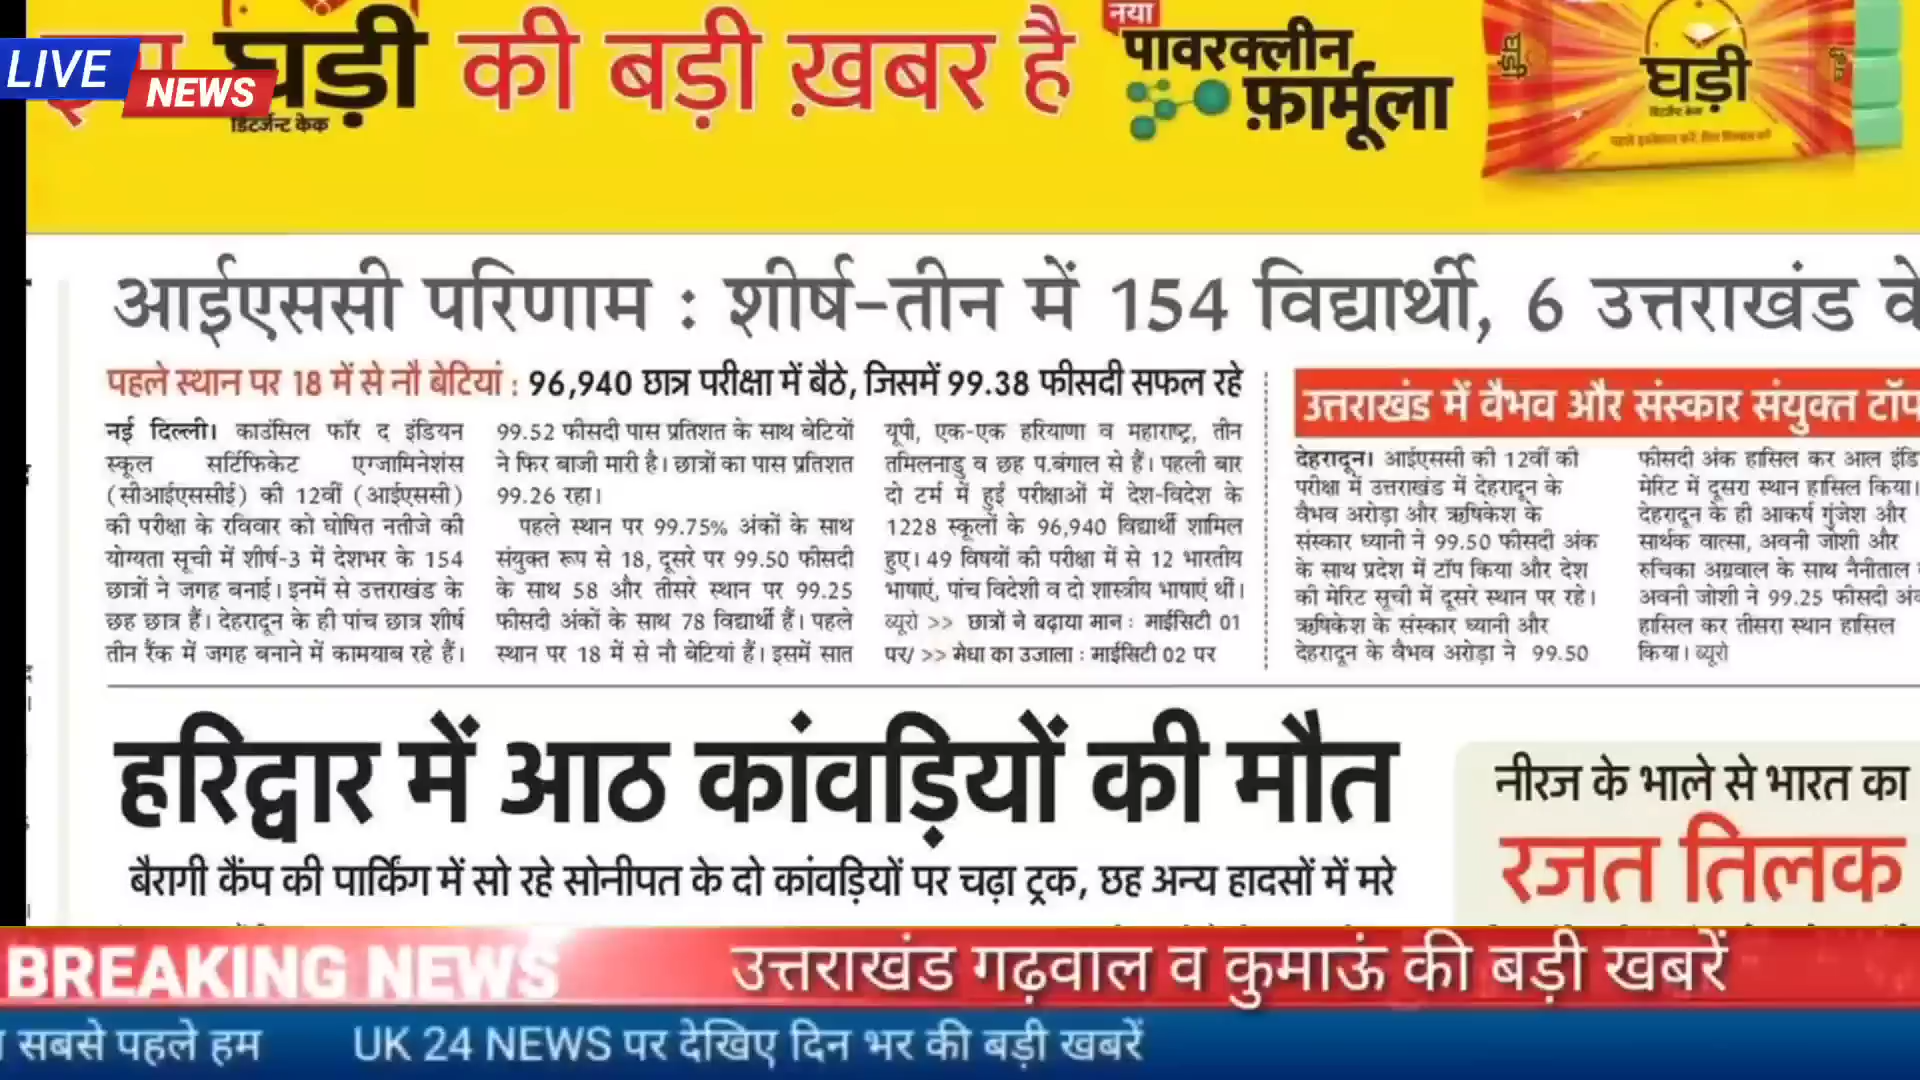 नया
घड़ी की बड़ी ख़बर है
डिटर्जेन्ट केक
पावरक्लीन
फ़ार्मूला
घड़ी
LIVE
NEWS
आईएससी परिणाम : शीर्ष-तीन में 154 विद्यार्थी, 6 उत्तराखंड के
पहले स्थान पर 18 में से नौ बेटियां : 96,940 छात्र परीक्षा में बैठे, जिसमें 99.38 फीसदी सफल रहे
नई दिल्ली। काउंसिल फॉर द इंडियन
स्कूल सर्टिफिकेट एग्जामिनेशंस
(सीआईएससीई) की 12वीं (आईएससी)
की परीक्षा के रविवार को घोषित नतीजे की
योग्यता सूची में शीर्ष-3 में देशभर के 154
छात्रों ने जगह बनाई। इनमें से उत्तराखंड के
छह छात्र हैं। देहरादून के ही पांच छात्र शीर्ष
तीन रैंक में जगह बनाने में कामयाब रहे हैं।
99.52 फीसदी पास प्रतिशत के साथ बेटियों
ने फिर बाजी मारी है। छात्रों का पास प्रतिशत
99.26 रहा।
पहले स्थान पर 99.75% अंकों के साथ
संयुक्त रूप से 18, दूसरे पर 99.50 फीसदी
के साथ 58 और तीसरे स्थान पर 99.25
फीसदी अंकों के साथ 78 विद्यार्थी हैं। पहले
स्थान पर 18 में से नौ बेटियां हैं। इसमें सात
यूपी, एक-एक हरियाणा व महाराष्ट्र, तीन
तमिलनाडु व छह प.बंगाल से हैं। पहली बार
दो टर्म में हुई परीक्षाओं में देश-विदेश के
1228 स्कूलों के 96,940 विद्यार्थी शामिल
हुए। 49 विषयों की परीक्षा में से 12 भारतीय
भाषाएं, पांच विदेशी व दो शास्त्रीय भाषाएं थीं।
ब्यूरो >> छात्रों ने बढ़ाया मान : माईसिटी 01
पर/ >> मेधा का उजाला : माईसिटी 02 पर
उत्तराखंड में वैभव और संस्कार संयुक्त टॉप
देहरादून। आईएससी की 12वीं की
परीक्षा में उत्तराखंड में देहरादून के
वैभव अरोड़ा और ऋषिकेश के
संस्कार ध्यानी ने 99.50 फीसदी अंक
के साथ प्रदेश में टॉप किया और देश
की मेरिट सूची में दूसरे स्थान पर रहे।
ऋषिकेश के संस्कार ध्यानी और
देहरादून के वैभव अरोड़ा ने 99.50
फीसदी अंक हासिल कर आल इंडि
मेरिट में दूसरा स्थान हासिल किया।
देहरादून के ही आकर्ष गुंजेश और
सार्थक वात्सा, अवनी जोशी और
रुचिका अग्रवाल के साथ नैनीताल
अवनी जोशी ने 99.25 फीसदी अंक
हासिल कर तीसरा स्थान हासिल
किया। ब्यूरो
हरिद्वार में आठ कांवड़ियों की मौत
बैरागी कैंप की पार्किंग में सो रहे सोनीपत के दो कांवड़ियों पर चढ़ा ट्रक, छह अन्य हादसों में मरे
नीरज के भाले से भारत का
रजत तिलक
BREAKING NEWS उत्तराखंड गढ़वाल व कुमाऊं की बड़ी खबरें
सबसे पहले हम UK 24 NEWS पर देखिए दिन भर की बड़ी खबरें